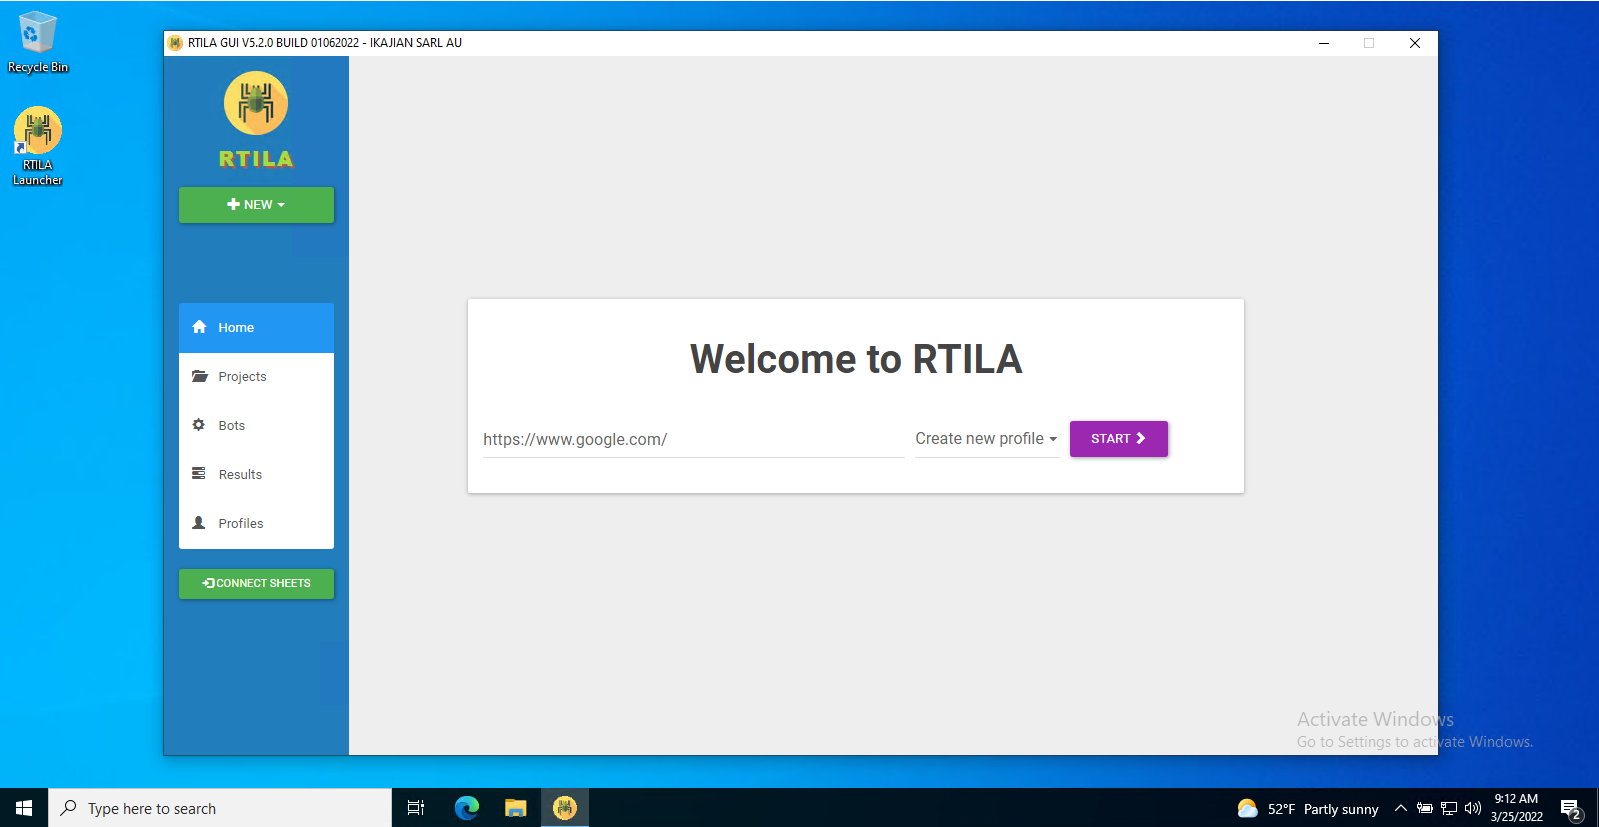 Recycle Bin
RTILA
Launcher
RTILA GUI V5.2.0 BUILD 01062022 - IKAJIAN SARL AU
RTILA
NEW
Home
Projects
Bots
Results
Profiles
CONNECT SHEETS
Welcome to RTILA
https://www.google.com/
Create new profile
START
Activate Windows
Go to Settings to activate Windows.
Type here to search
52°F Partly sunny
9:12 AM
3/25/2022
2